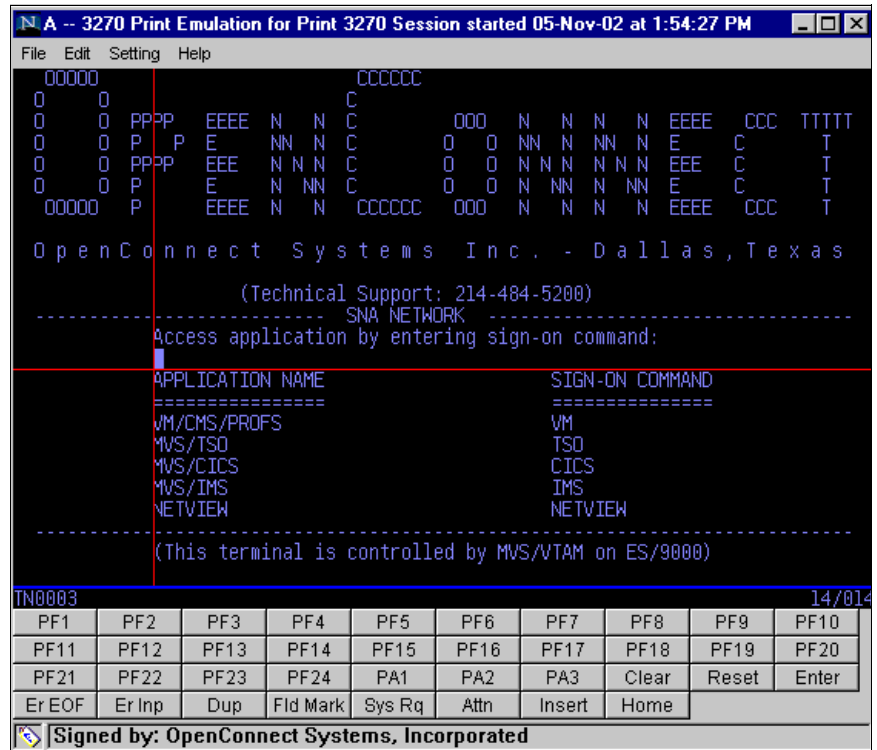 A -- 3270 Print Emulation for Print 3270 Session started 05-Nov-02 at 1:54:27 PM
File Edit Setting Help
OPENCONNECT
OpenConnect Systems Inc. - Dallas, Texas
(Technical Support: 214-484-5200)
---------------------------- SNA NETWORK ----------------------------------
Access application by entering sign-on command:
APPLICATION NAME SIGN-ON COMMAND
================ ===============
VM/CMS/PROFS VM
MVS/TSO TSO
MVS/CICS CICS
MVS/IMS IMS
NETVIEW NETVIEW
---------------------------------------------------------------------------
(This terminal is controlled by MVS/VTAM on ES/9000)
TN0003 14/014
PF1 PF2 PF3 PF4 PF5 PF6 PF7 PF8 PF9 PF10
PF11 PF12 PF13 PF14 PF15 PF16 PF17 PF18 PF19 PF20
PF21 PF22 PF23 PF24 PA1 PA2 PA3 Clear Reset Enter
Er EOF Er Inp Dup Fld Mark Sys Rq Attn Insert Home
Signed by: OpenConnect Systems, Incorporated